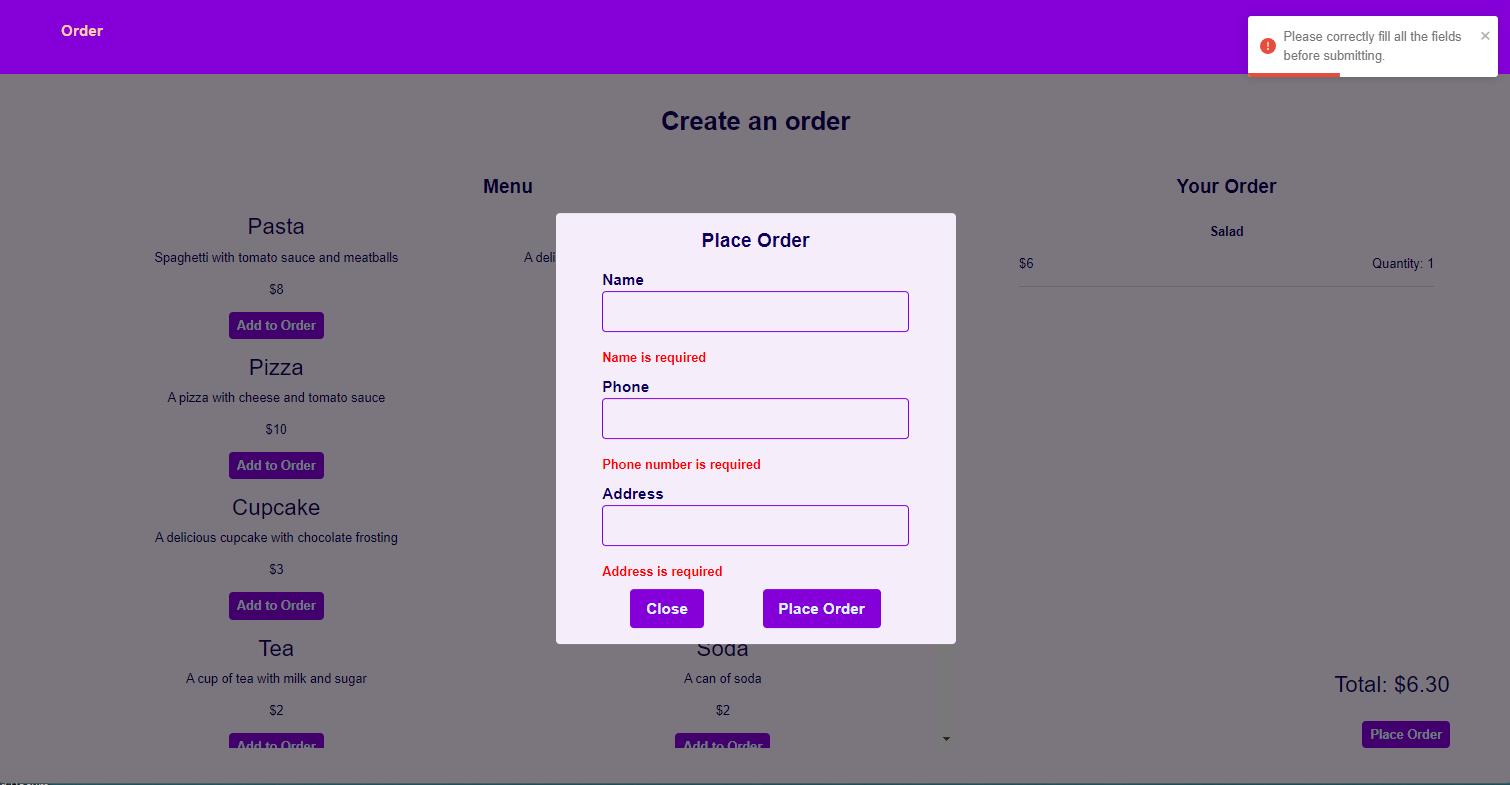 Order
Please correctly fill all the fields
before submitting.
Create an order
Menu
Pasta
Spaghetti with tomato sauce and meatballs
$8
Add to Order
A deli
Pizza
A pizza with cheese and tomato sauce
$10
Add to Order
Cupcake
A delicious cupcake with chocolate frosting
$3
Add to Order
Tea
A cup of tea with milk and sugar
$2
Add to Order
Soda
A can of soda
$2
Add to Order
Place Order
Name
Name is required
Phone
Phone number is required
Address
Address is required
Close Place Order
Your Order
Salad
$6 Quantity: 1
Total: $6.30
Place Order